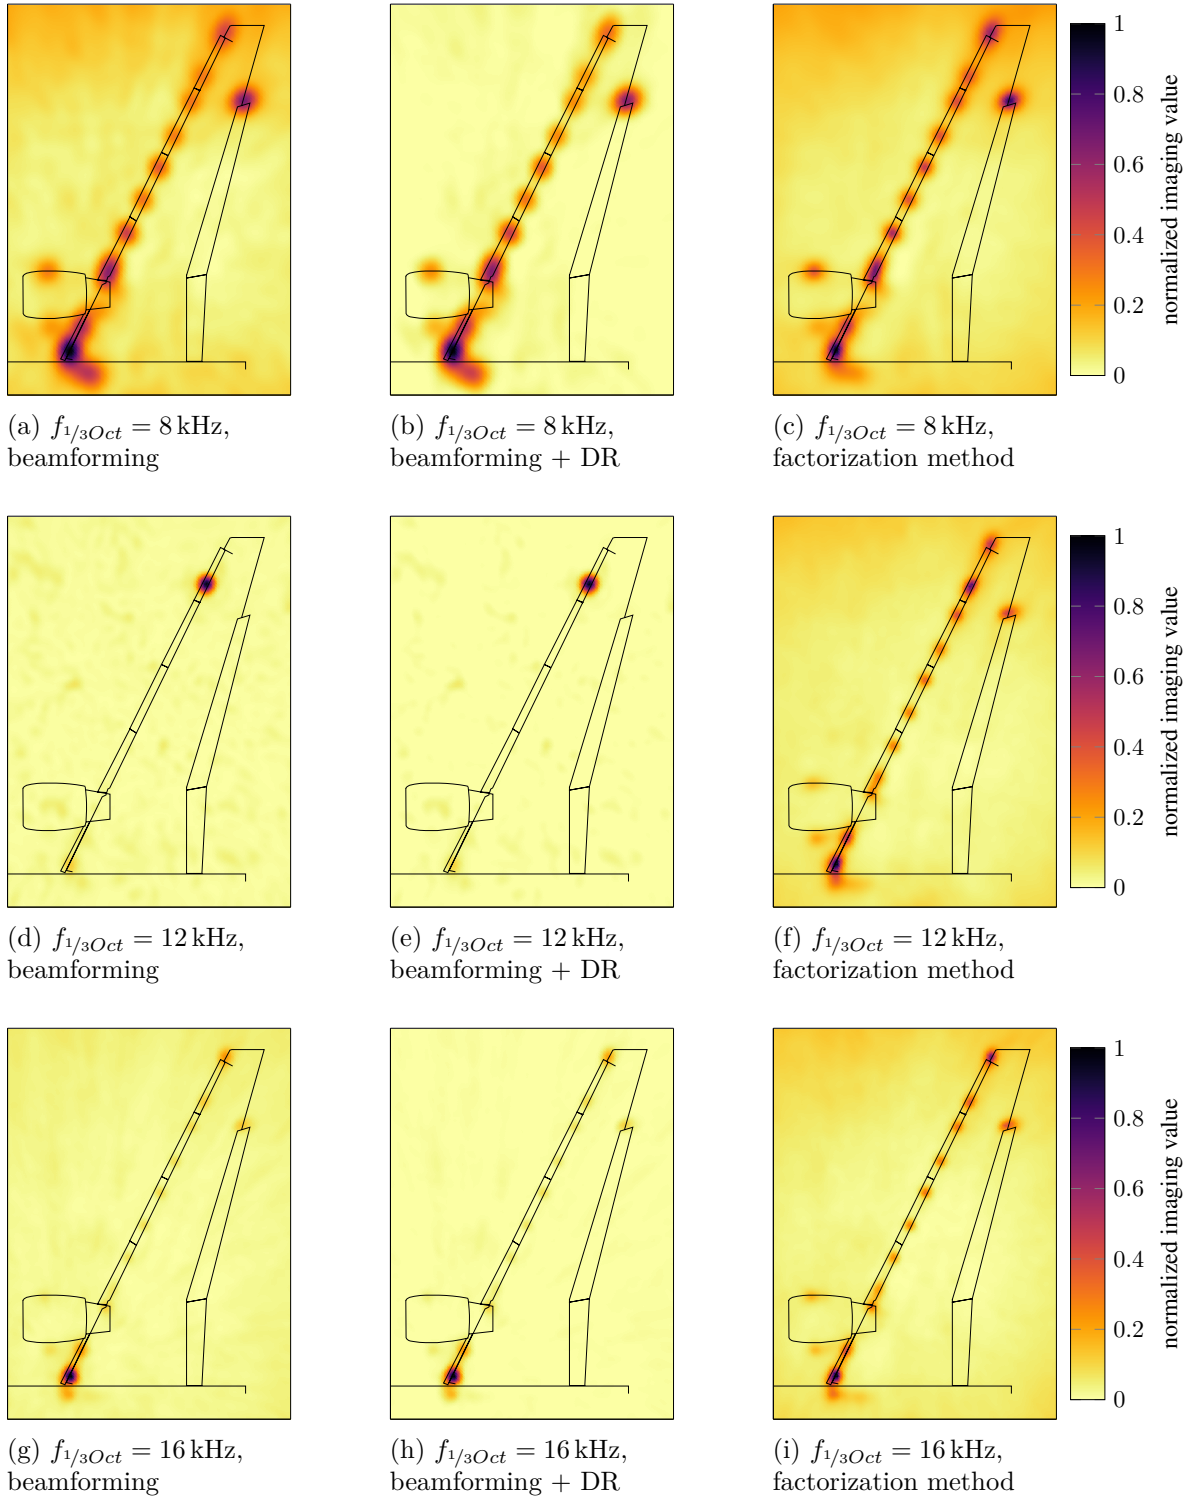 1
0.8
0.6
0.4
0.2
0
normalized imaging value
(a) f1/3Oct = 8 kHz,
beamforming
(b) f1/3Oct = 8 kHz,
beamforming + DR
(c) f1/3Oct = 8 kHz,
factorization method
1
0.8
0.6
0.4
0.2
0
normalized imaging value
(d) f1/3Oct = 12 kHz,
beamforming
(e) f1/3Oct = 12 kHz,
beamforming + DR
(f) f1/3Oct = 12 kHz,
factorization method
1
0.8
0.6
0.4
0.2
0
normalized imaging value
(g) f1/3Oct = 16 kHz,
beamforming
(h) f1/3Oct = 16 kHz,
beamforming + DR
(i) f1/3Oct = 16 kHz,
factorization method